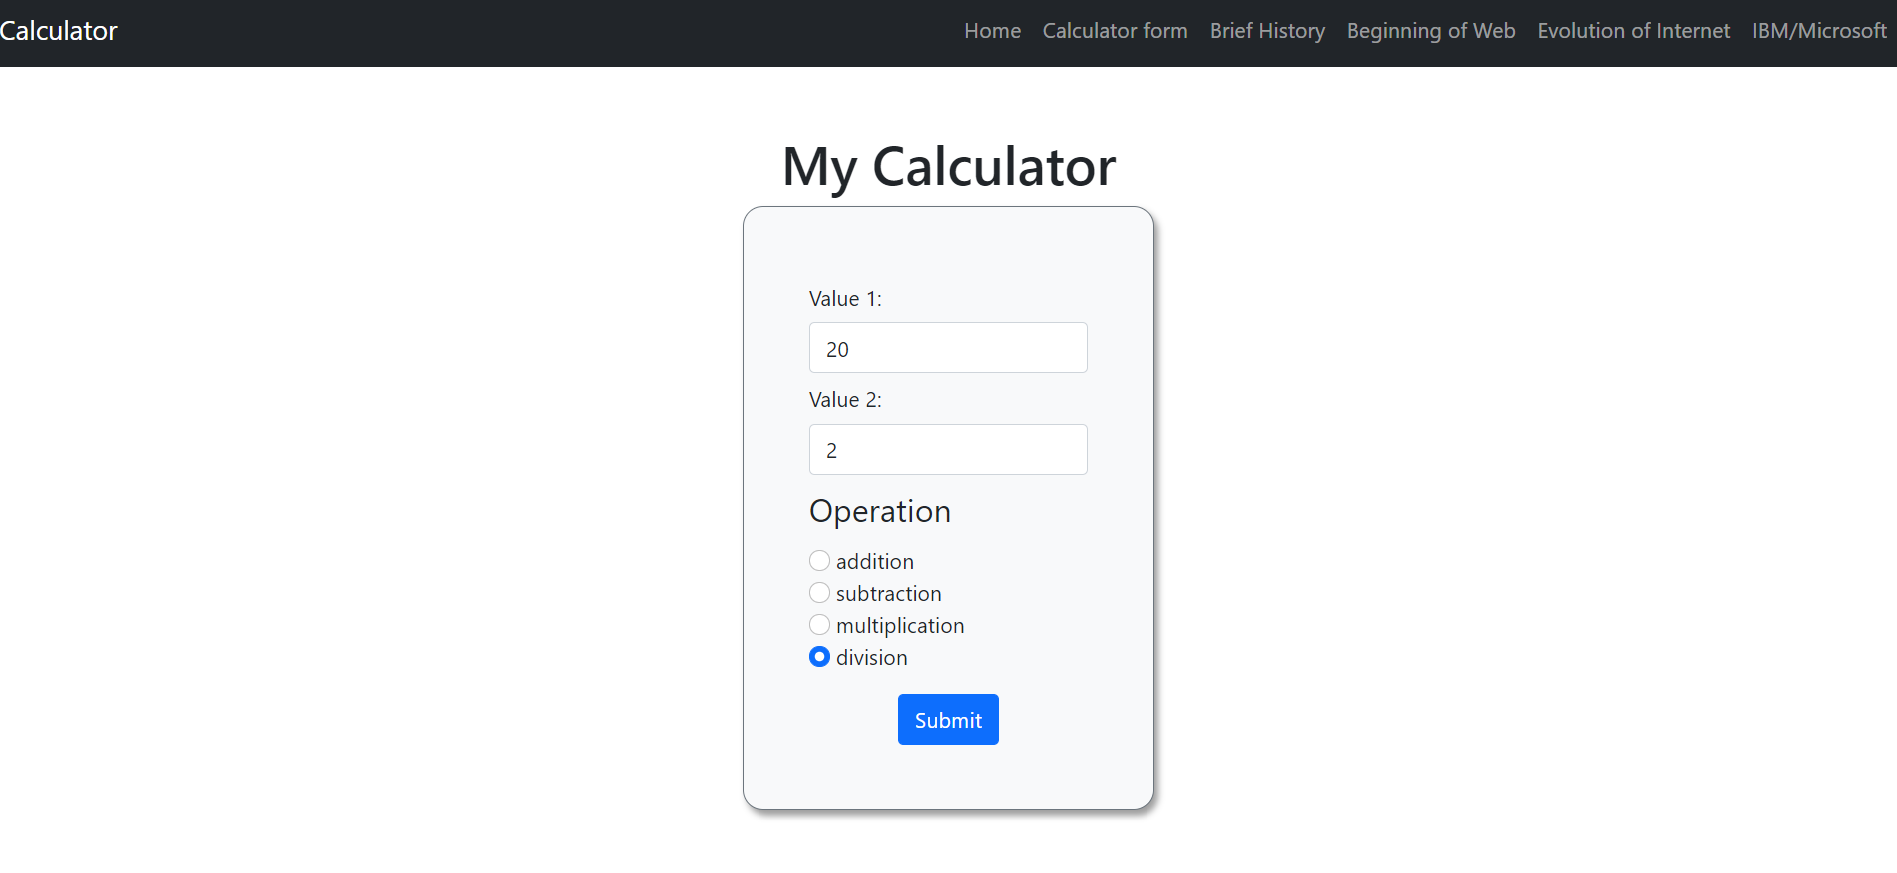 Calculator Home Calculator form Brief History Beginning of Web Evolution of Internet IBM/Microsoft
My Calculator
Value 1:
20
Value 2:
2
Operation
addition
subtraction
multiplication
division
Submit